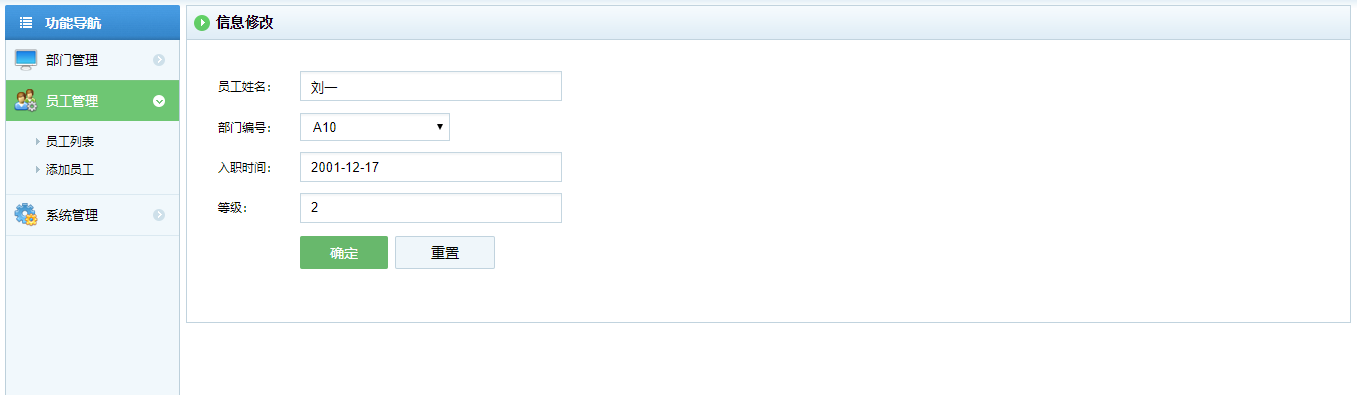 功能导航
部门管理
员工管理
员工列表
添加员工
系统管理
信息修改
员工姓名： 刘一
部门编号： A10
入职时间： 2001-12-17
等级： 2
确定 重置